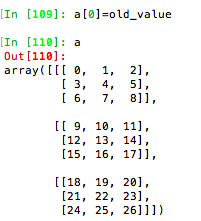 [In [109]: a[0]=old_value
[In [110]: a
Out[110]:
array([[[ 0,  1,  2],
        [ 3,  4,  5],
        [ 6,  7,  8]],
       [[ 9, 10, 11],
        [12, 13, 14],
        [15, 16, 17]],
       [[18, 19, 20],
        [21, 22, 23],
        [24, 25, 26]]])